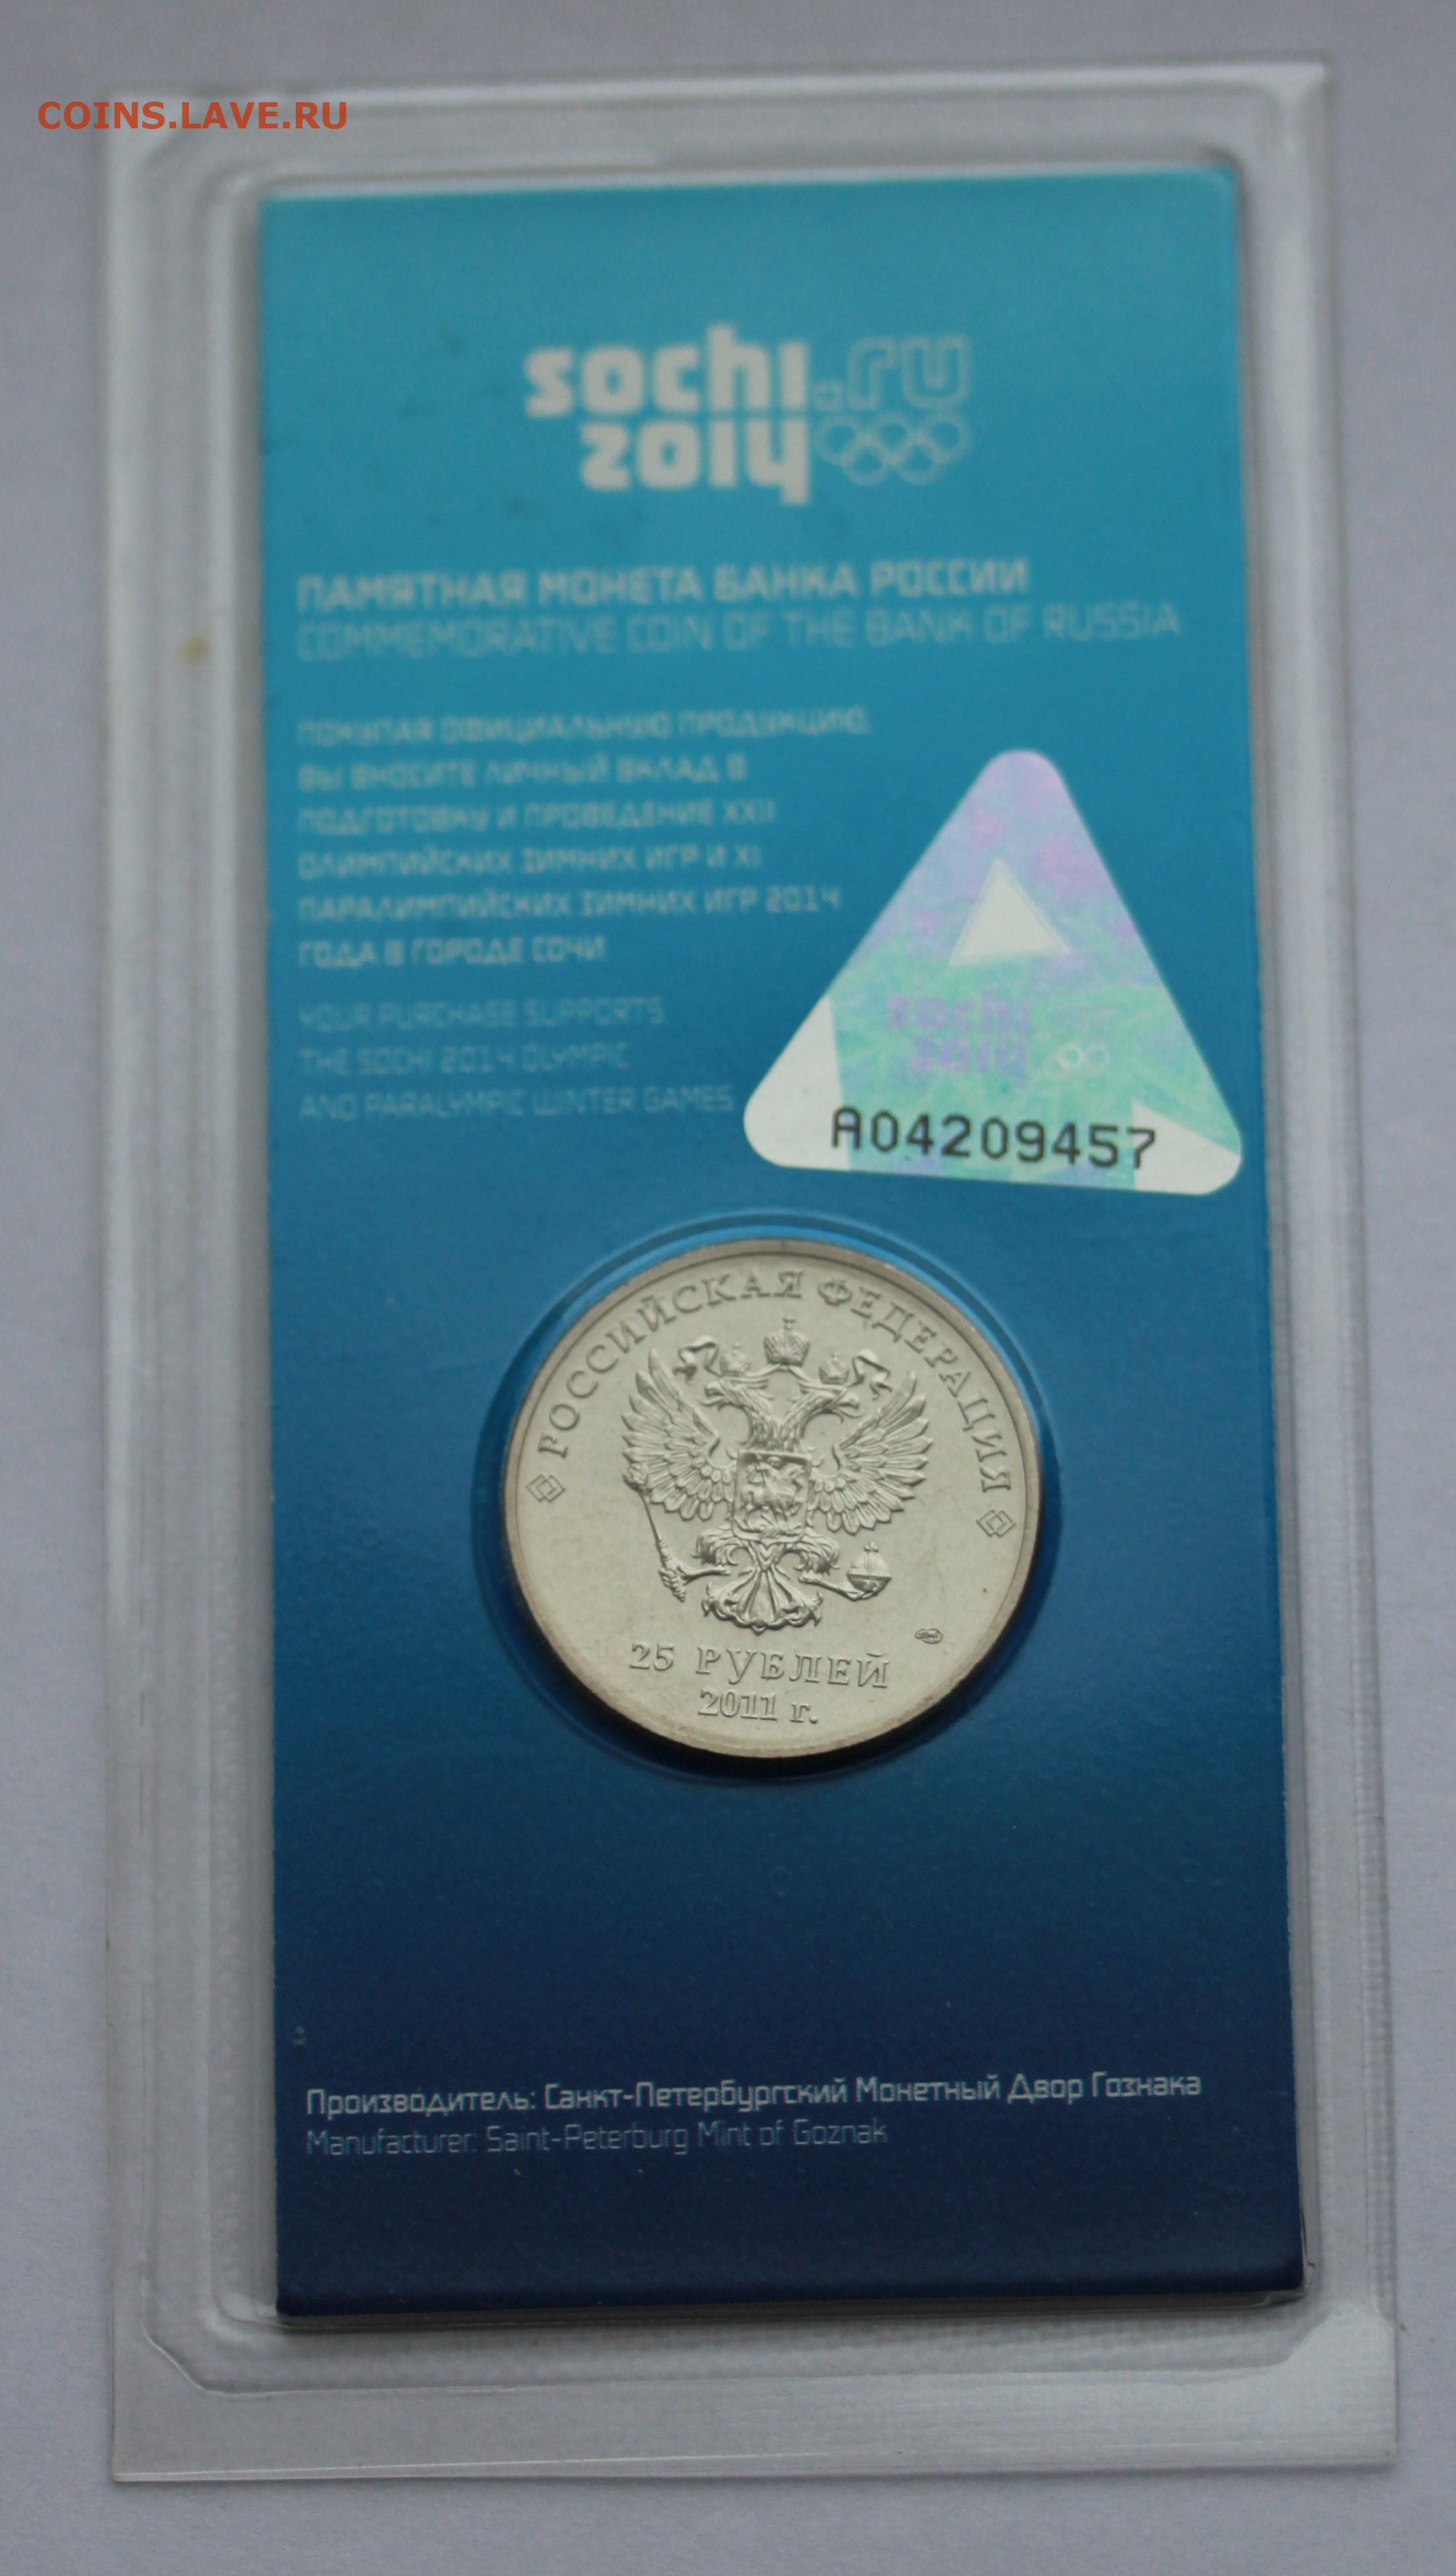 COINS.LAVE.RU
sochi.ru
2014
ПАМЯТНАЯ МОНЕТА БАНКА РОССИИ
COMMEMORATIVE COIN OF THE BANK OF RUSSIA
ПОКУПАЯ ОФИЦИАЛЬНУЮ ПРОДУКЦИЮ,
ВЫ ВНОСИТЕ ЛИЧНЫЙ ВКЛАД В
ПОДГОТОВКУ И ПРОВЕДЕНИЕ XXII
ОЛИМПИЙСКИХ ЗИМНИХ ИГР И XI
ПАРАЛИМПИЙСКИХ ЗИМНИХ ИГР 2014
ГОДА В ГОРОДЕ СОЧИ
YOUR PURCHASE SUPPORTS
THE SOCHI 2014 OLYMPIC
AND PARALYMPIC WINTER GAMES
sochi
2014
A04209457
РОССИЙСКАЯ ФЕДЕРАЦИЯ
25 РУБЛЕЙ
2011 г.
Производитель: Санкт-Петербургский Монетный Двор Гознака
Manufacturer: Saint-Peterburg Mint of Goznak